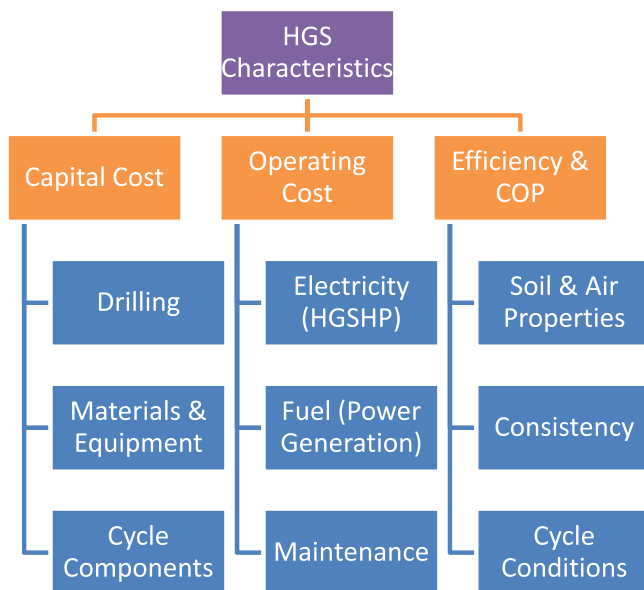 HGS
Characteristics
Capital Cost
Operating
Cost
Efficiency &
COP
Drilling
Electricity
(HGSHP)
Soil & Air
Properties
Materials &
Equipment
Fuel (Power
Generation)
Consistency
Cycle
Components
Maintenance
Cycle
Conditions